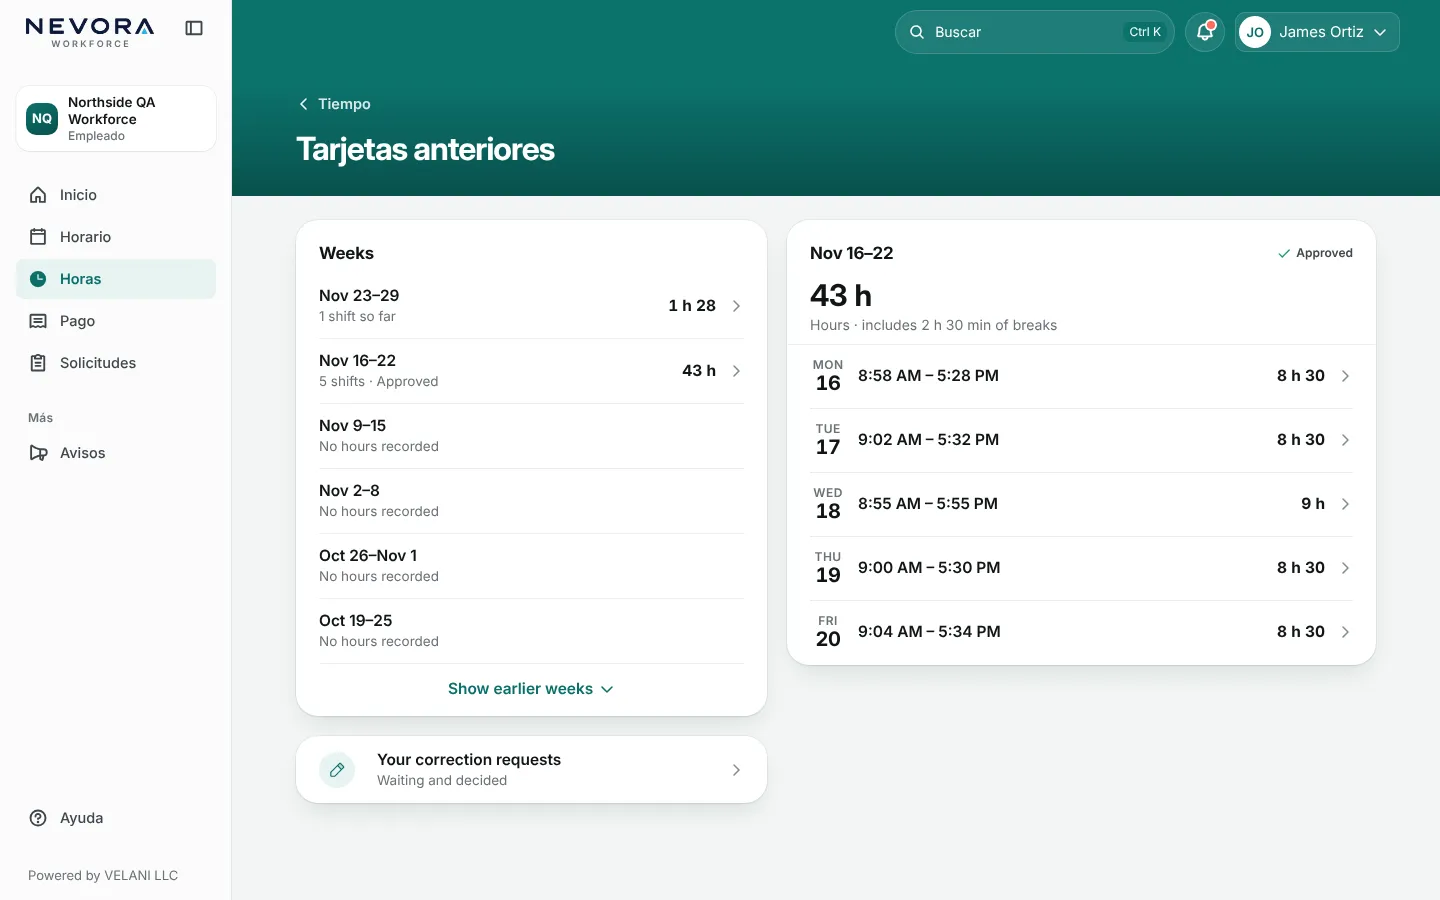 NEVORA
WORKFORCE
NQ
Northside QA
Workforce
Empleado
Inicio
Horario
Horas
Pago
Solicitudes
Más
Avisos
Ayuda
Powered by VELANI LLC
Buscar
Ctrl K
JO
James Ortiz
Tiempo
Tarjetas anteriores
Weeks
Nov 23–29
1 shift so far
1 h 28
Nov 16–22
5 shifts · Approved
43 h
Nov 9–15
No hours recorded
Nov 2–8
No hours recorded
Oct 26–Nov 1
No hours recorded
Oct 19–25
No hours recorded
Show earlier weeks
Your correction requests
Waiting and decided
Nov 16–22
Approved
43 h
Hours · includes 2 h 30 min of breaks
MON
16
8:58 AM – 5:28 PM
8 h 30
TUE
17
9:02 AM – 5:32 PM
8 h 30
WED
18
8:55 AM – 5:55 PM
9 h
THU
19
9:00 AM – 5:30 PM
8 h 30
FRI
20
9:04 AM – 5:34 PM
8 h 30